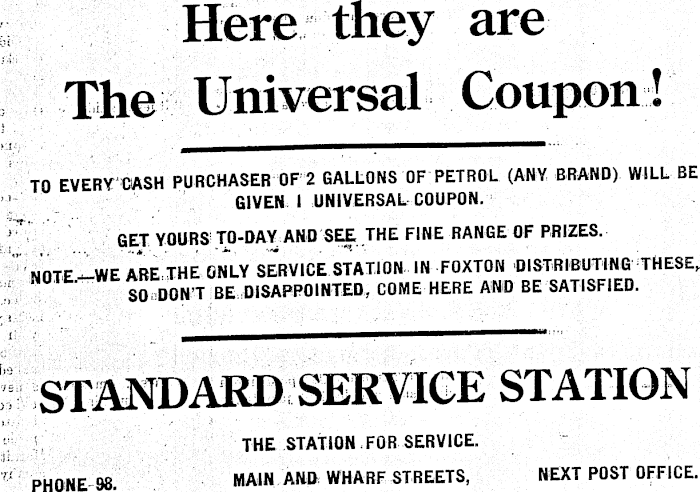 Here they are
The Universal Coupon!
TO EVERY CASH PURCHASER OF 2 GALLONS OF PETROL (ANY BRAND) WILL BE
GIVEN 1 UNIVERSAL COUPON.
GET YOURS TO-DAY AND SEE THE FINE RANGE OF PRIZES.
NOTE.—WE ARE THE ONLY SERVICE STATION IN FOXTON DISTRIBUTING THESE,
SO DON'T BE DISAPPOINTED, COME HERE AND BE SATISFIED.
STANDARD SERVICE STATION
THE STATION FOR SERVICE.
PHONE 98. MAIN AND WHARF STREETS, NEXT POST OFFICE.